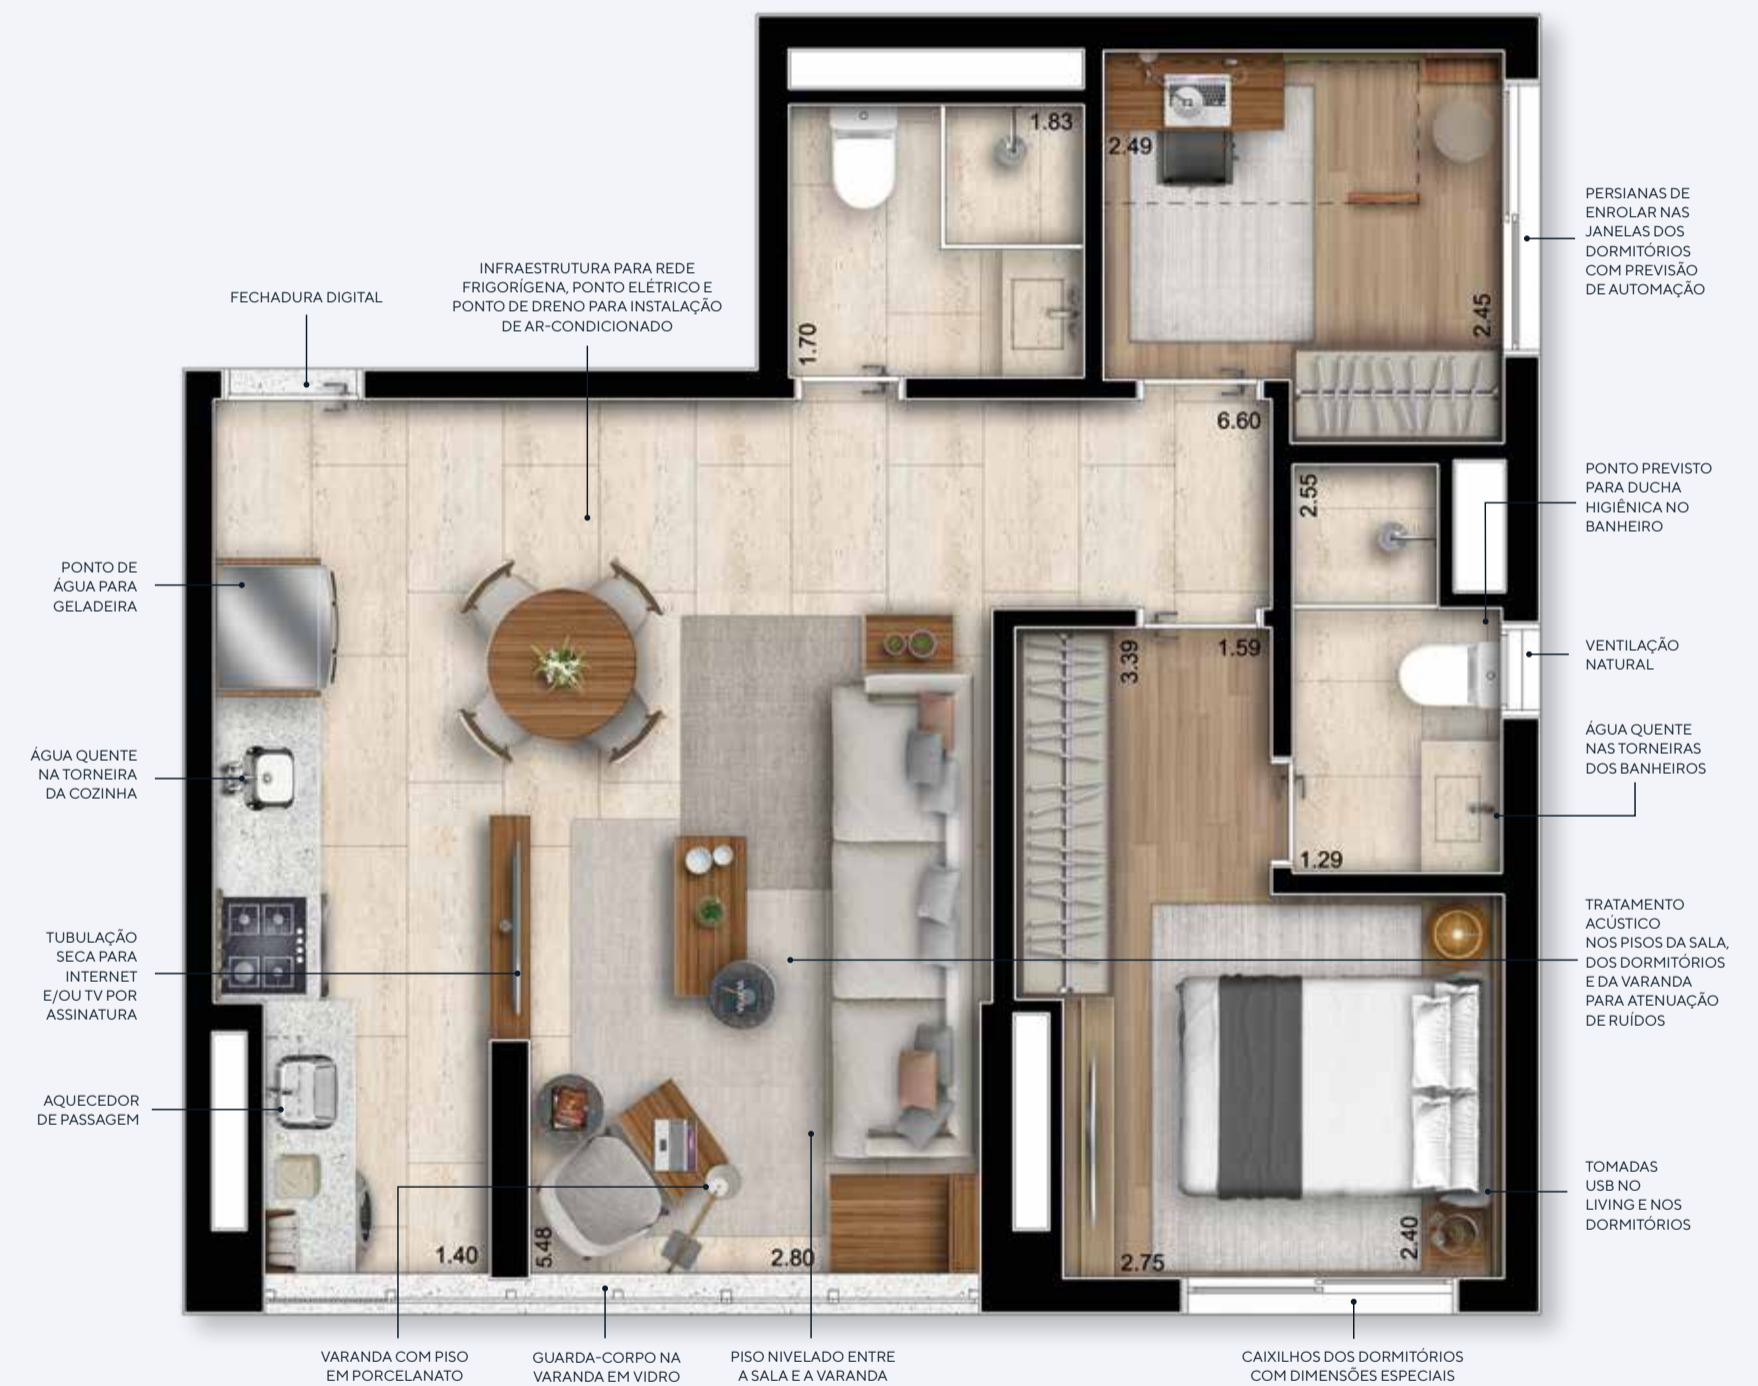 1.83
2.49
PERSIANAS DE
ENROLAR NAS
JANELAS DOS
DORMITÓRIOS
COM PREVISÃO
DE AUTOMAÇÃO
INFRAESTRUTURA PARA REDE
FRIGORÍGENA, PONTO ELÉTRICO E
PONTO DE DRENO PARA INSTALAÇÃO
DE AR-CONDICIONADO
FECHADURA DIGITAL
2.45
1.70
6.60
PONTO PREVISTO
PARA DUCHA
HIGIÊNICA NO
BANHEIRO
2.55
PONTO DE
ÁGUA PARA
GELADEIRA
VENTILAÇÃO
NATURAL
3.39
1.59
ÁGUA QUENTE
NAS TORNEIRAS
DOS BANHEIROS
ÁGUA QUENTE
NA TORNEIRA
DA COZINHA
1.29
TRATAMENTO
ACÚSTICO
NOS PISOS DA SALA,
DOS DORMITÓRIOS
E DA VARANDA
PARA ATENUAÇÃO
DE RUÍDOS
TUBULAÇÃO
SECA PARA
INTERNET
E/OU TV POR
ASSINATURA
AQUECEDOR
DE PASSAGEM
TOMADAS
USB NO
LIVING E NOS
DORMITÓRIOS
1.40
5.48
2.80
2.75
2.40
VARANDA COM PISO
EM PORCELANATO
GUARDA-CORPO NA
VARANDA EM VIDRO
PISO NIVELADO ENTRE
A SALA E A VARANDA
CAIXILHOS DOS DORMITÓRIOS
COM DIMENSÕES ESPECIAIS